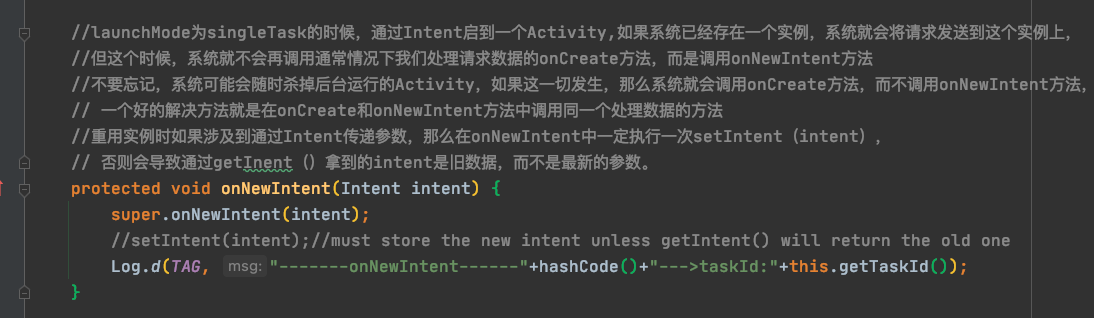 //launchMode为singleTask的时候，通过Intent启到一个Activity,如果系统已经存在一个实例，系统就会将请求发送到这个实例上，
//但这个时候，系统就不会再调用通常情况下我们处理请求数据的onCreate方法，而是调用onNewIntent方法
//不要忘记，系统可能会随时杀掉后台运行的Activity，如果这一切发生，那么系统就会调用onCreate方法，而不调用onNewIntent方法，
// 一个好的解决方法就是在onCreate和onNewIntent方法中调用同一个处理数据的方法
//重用实例时如果涉及到通过Intent传递参数，那么在onNewIntent中一定执行一次setIntent（intent），
// 否则会导致通过getInent（）拿到的intent是旧数据，而不是最新的参数。
protected void onNewIntent(Intent intent) {
super.onNewIntent(intent);
//setIntent(intent);//must store the new intent unless getIntent() will return the old one
Log.d(TAG, msg: "-------onNewIntent------"+hashCode()+"--->taskId:"+this.getTaskId());
}